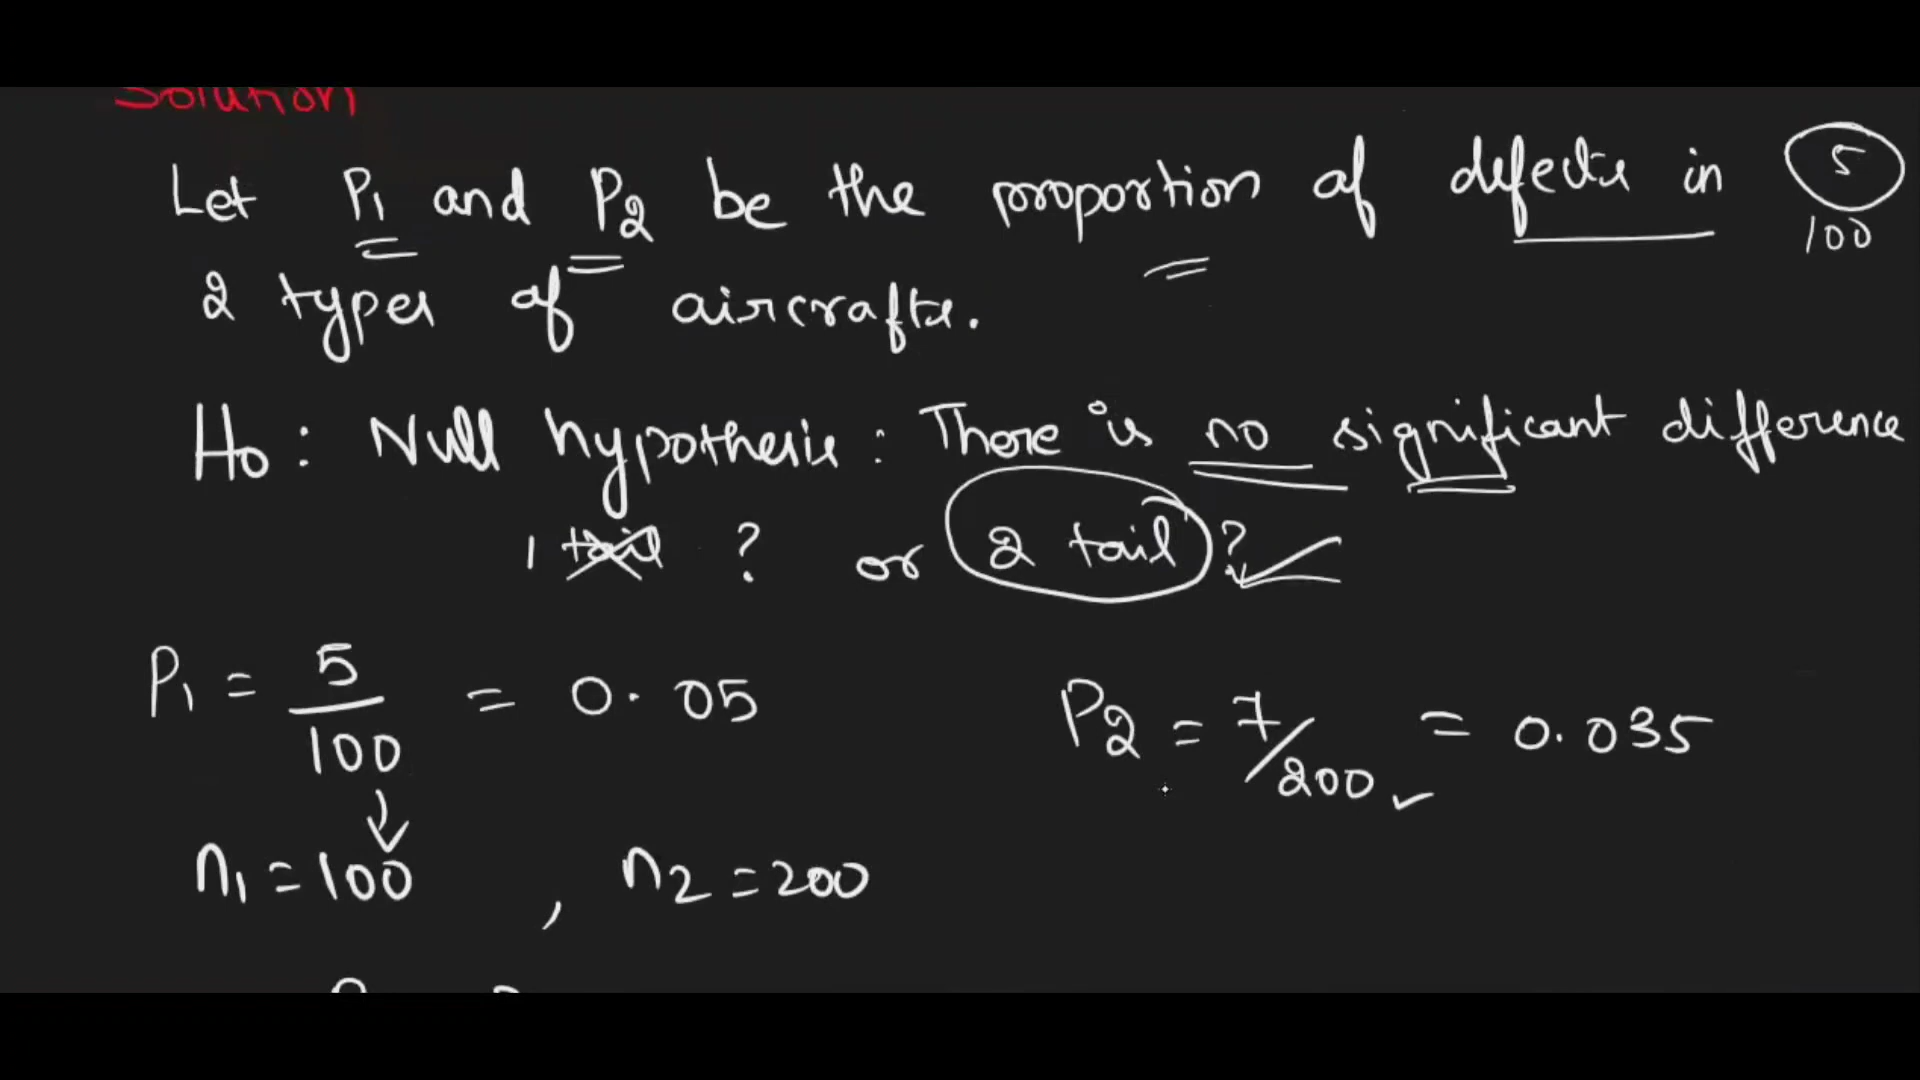 Solution
Let P1 and P2 be the proportion of defects in 5
100
2 types of aircrafts.
Ho: Null hypothesis: There is no significant difference
1 tail ? or 2 tail ?
P1 = 5/100 = 0.05
P2 = 7/200 = 0.035
n1 = 100 , n2 = 200